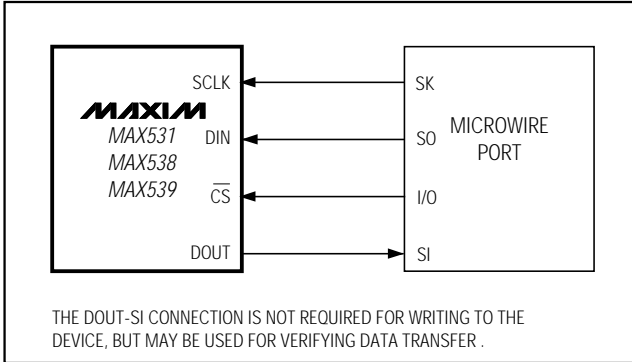 SCLK
SK
MAXIM
MAX531
DIN
SO
MICROWIRE
PORT
MAX538
MAX539
CS
I/O
DOUT
SI
THE DOUT-SI CONNECTION IS NOT REQUIRED FOR WRITING TO THE
DEVICE, BUT MAY BE USED FOR VERIFYING DATA TRANSFER .